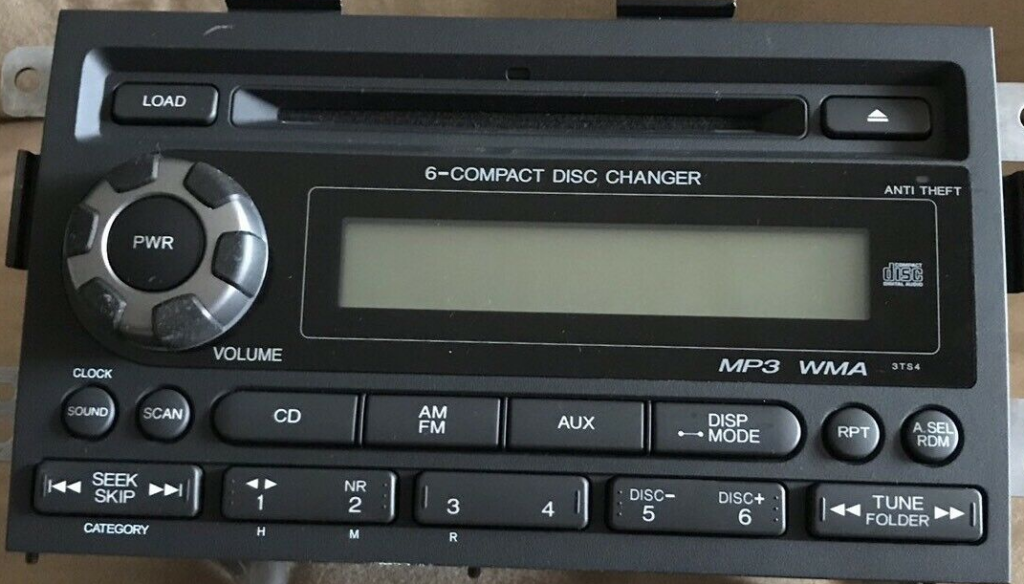 LOAD
6-COMPACT DISC CHANGER
ANTI THEFT
PWR
COMPACT
disc
DIGITAL AUDIO
VOLUME
MP3 WMA 3TS4
CLOCK
SOUND
SCAN
CD
AM
FM
AUX
DISP
MODE
RPT
A.SEL
RDM
SEEK
SKIP
CATEGORY
1
NR
2
H M
3 4
R
DISC- DISC+
5 6
TUNE
FOLDER